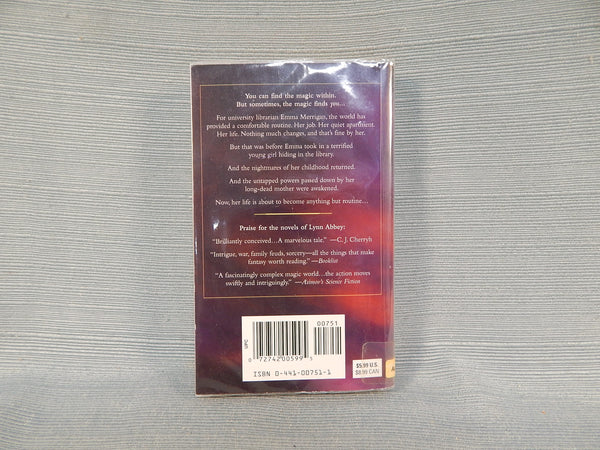 You can find the magic within.
But sometimes, the magic finds you...
For university librarian Emma Merrigan, the world has
provided a comfortable routine. Her job. Her quiet apartment.
Her life. Nothing much changes, and that's fine by her.
But that was before Emma took in a terrified
young girl hiding in the library.
And the nightmares of her childhood returned.
And the untapped powers passed down by her
long-dead mother were awakened.
Now, her life is about to become anything but routine...
Praise for the novels of Lynn Abbey:
"Brilliantly conceived...A marvelous tale." —C. J. Cherryh
"Intrigue, war, family feuds, sorcery—all the things that make
fantasy worth reading." —Booklist
"A fascinatingly complex magic world...the action moves
swiftly and intriguingly." —Asimov's Science Fiction
00751
UPC
0 72742 00599 5
ISBN 0-441-00751-1
$5.99 U.S.
$8.99 CAN
A